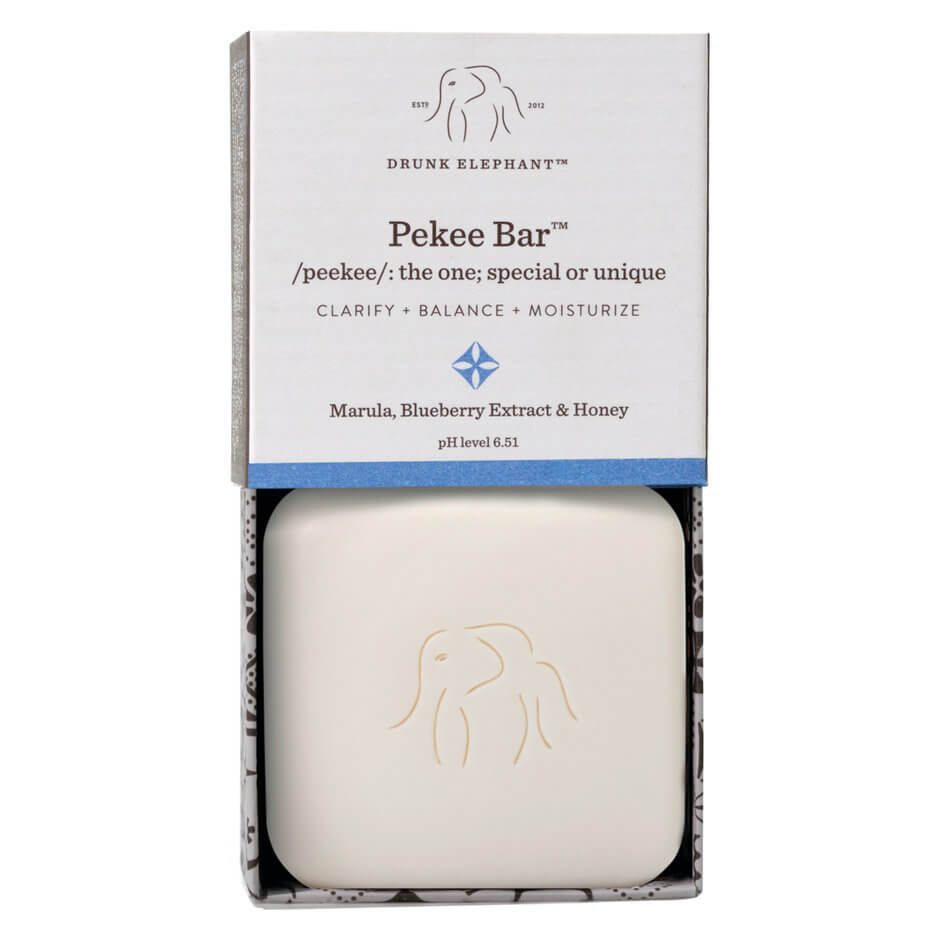 ESTD 2012
DRUNK ELEPHANT™
Pekee Bar™
/peekee/: the one; special or unique
CLARIFY + BALANCE + MOISTURIZE
Marula, Blueberry Extract & Honey
pH level 6.51